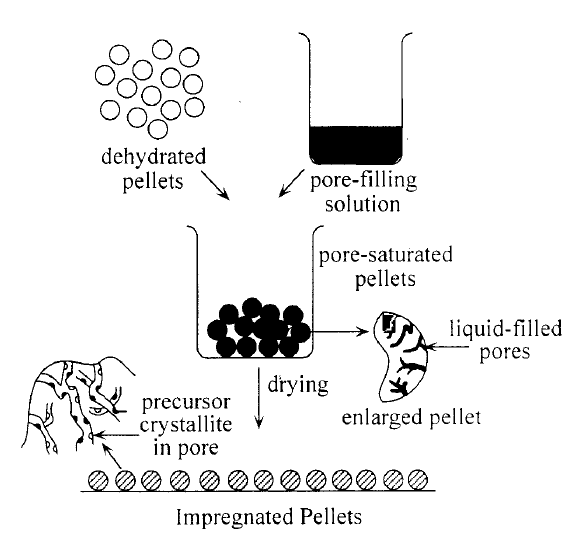 dehydrated
pellets
pore-filling
solution
pore-saturated
pellets
liquid-filled
pores
enlarged pellet
drying
precursor
crystallite
in pore
Impregnated Pellets